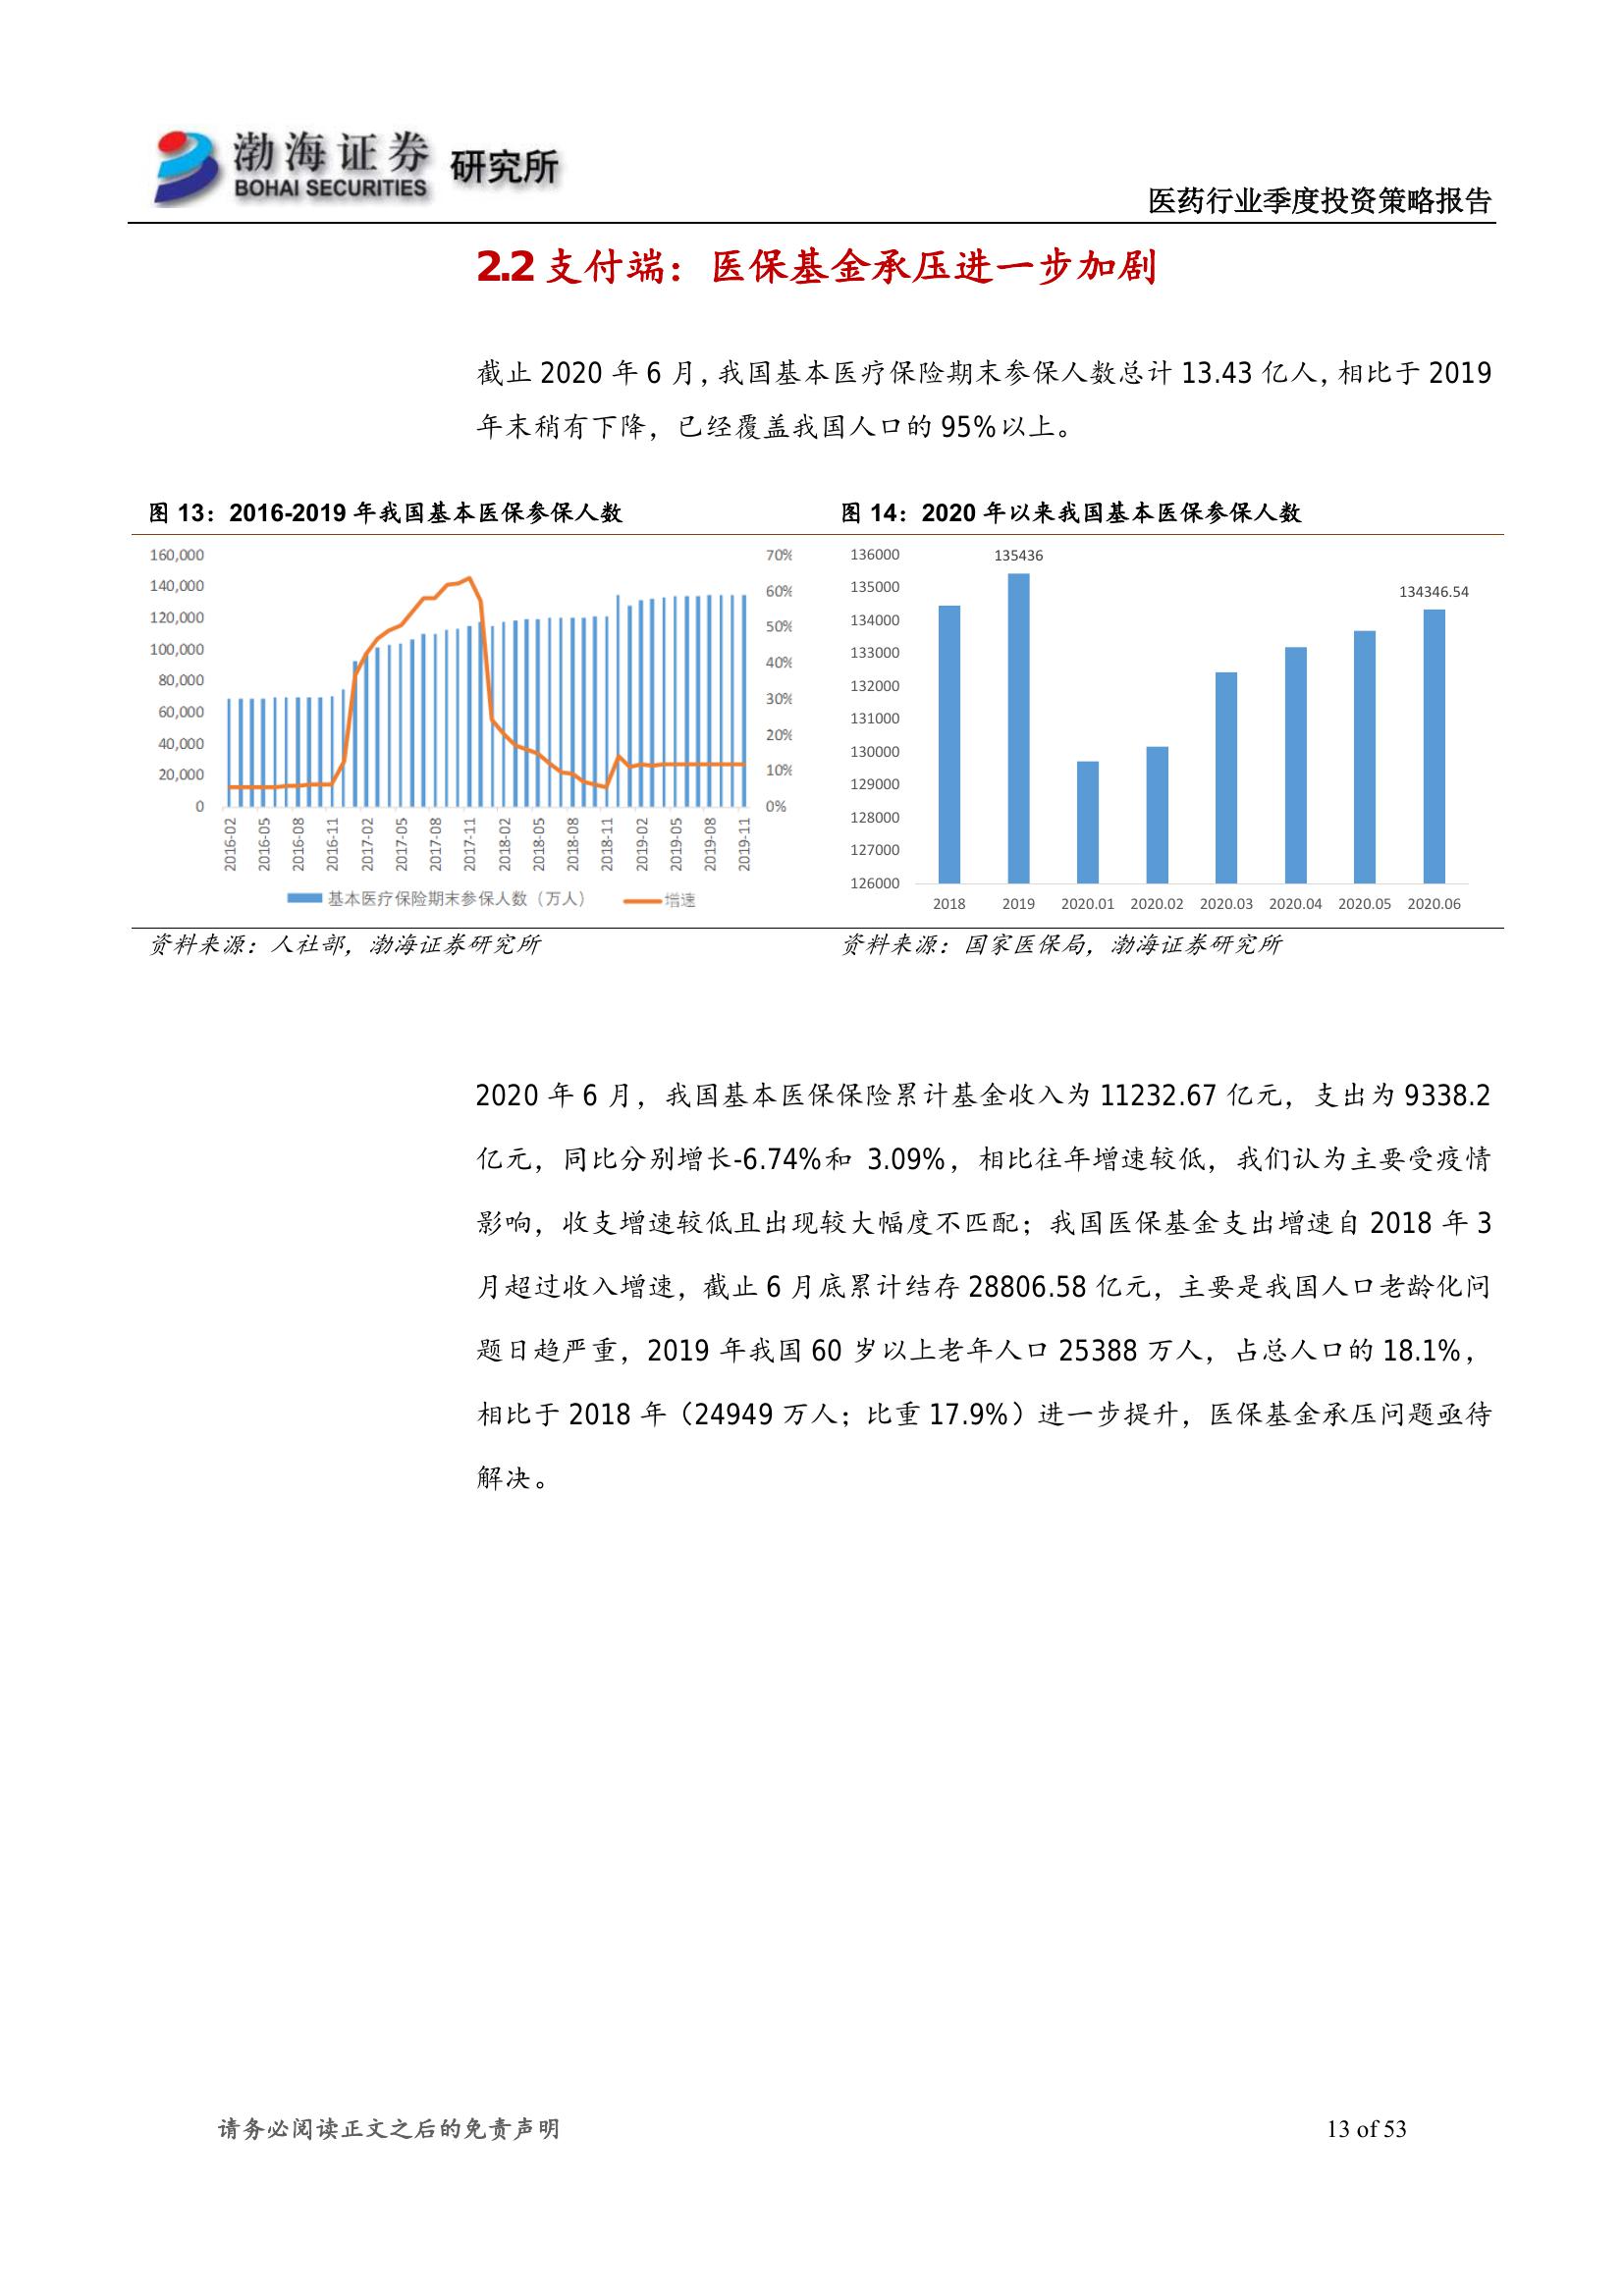 渤海证券 研究所
BOHAI SECURITIES
医药行业季度投资策略报告
2.2 支付端：医保基金承压进一步加剧
截止 2020 年 6 月，我国基本医疗保险期末参保人数总计 13.43 亿人，相比于 2019
年末稍有下降，已经覆盖我国人口的 95%以上。
图 13：2016-2019 年我国基本医保参保人数
160,000
140,000
120,000
100,000
80,000
60,000
40,000
20,000
0
70%
60%
50%
40%
30%
20%
10%
0%
2016-02
2016-05
2016-08
2016-11
2017-02
2017-05
2017-08
2017-11
2018-02
2018-05
2018-08
2018-11
2019-02
2019-05
2019-08
2019-11
基本医疗保险期末参保人数（万人） 增速
资料来源：人社部，渤海证券研究所
图 14：2020 年以来我国基本医保参保人数
136000
135000
134000
133000
132000
131000
130000
129000
128000
127000
126000
135436
134346.54
2018 2019 2020.01 2020.02 2020.03 2020.04 2020.05 2020.06
资料来源：国家医保局，渤海证券研究所
2020 年 6 月，我国基本医保保险累计基金收入为 11232.67 亿元，支出为 9338.2
亿元，同比分别增长-6.74%和 3.09%，相比往年增速较低，我们认为主要受疫情
影响，收支增速较低且出现较大幅度不匹配；我国医保基金支出增速自 2018 年 3
月超过收入增速，截止 6 月底累计结存 28806.58 亿元，主要是我国人口老龄化问
题日趋严重，2019 年我国 60 岁以上老年人口 25388 万人，占总人口的 18.1%，
相比于 2018 年（24949 万人；比重 17.9%）进一步提升，医保基金承压问题亟待
解决。
请务必阅读正文之后的免责声明
13 of 53